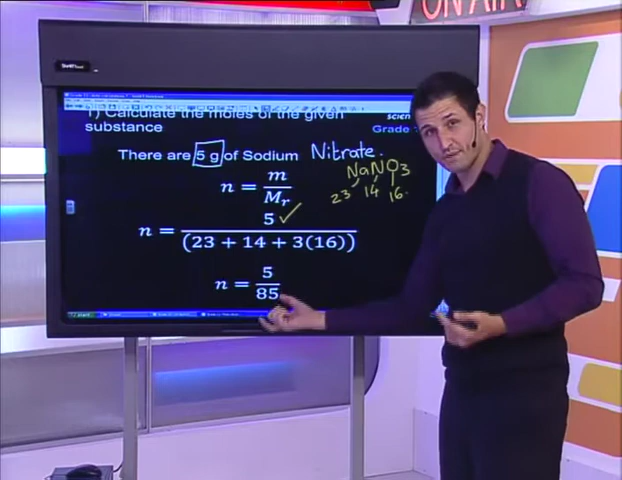 ON AIR
1) Calculate the moles of the given
substance
Grade
There are 5 g of Sodium Nitrate.
NaNO3
23 14 16.
n = m/Mr
n = 5/(23 + 14 + 3(16)) ✓
n = 5/85